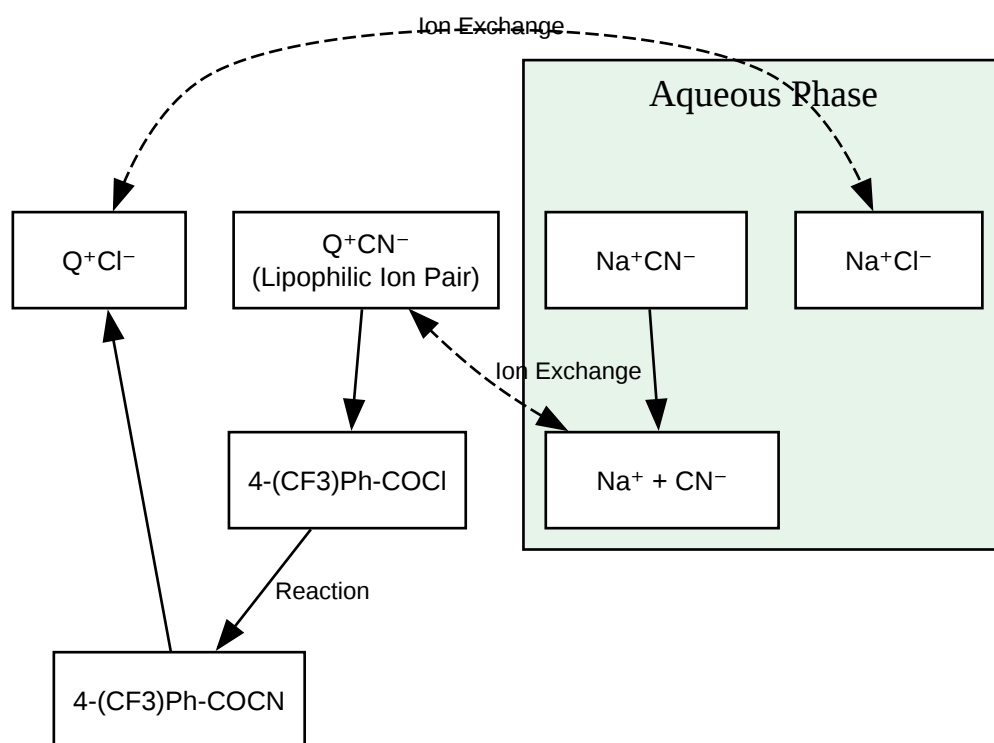 Ion Exchange
Aqueous Phase
Q⁺Cl⁻
Q⁺CN⁻
(Lipophilic Ion Pair)
Na⁺CN⁻
Na⁺Cl⁻
Ion Exchange
4-(CF3)Ph-COCl
Na⁺ + CN⁻
Reaction
4-(CF3)Ph-COCN